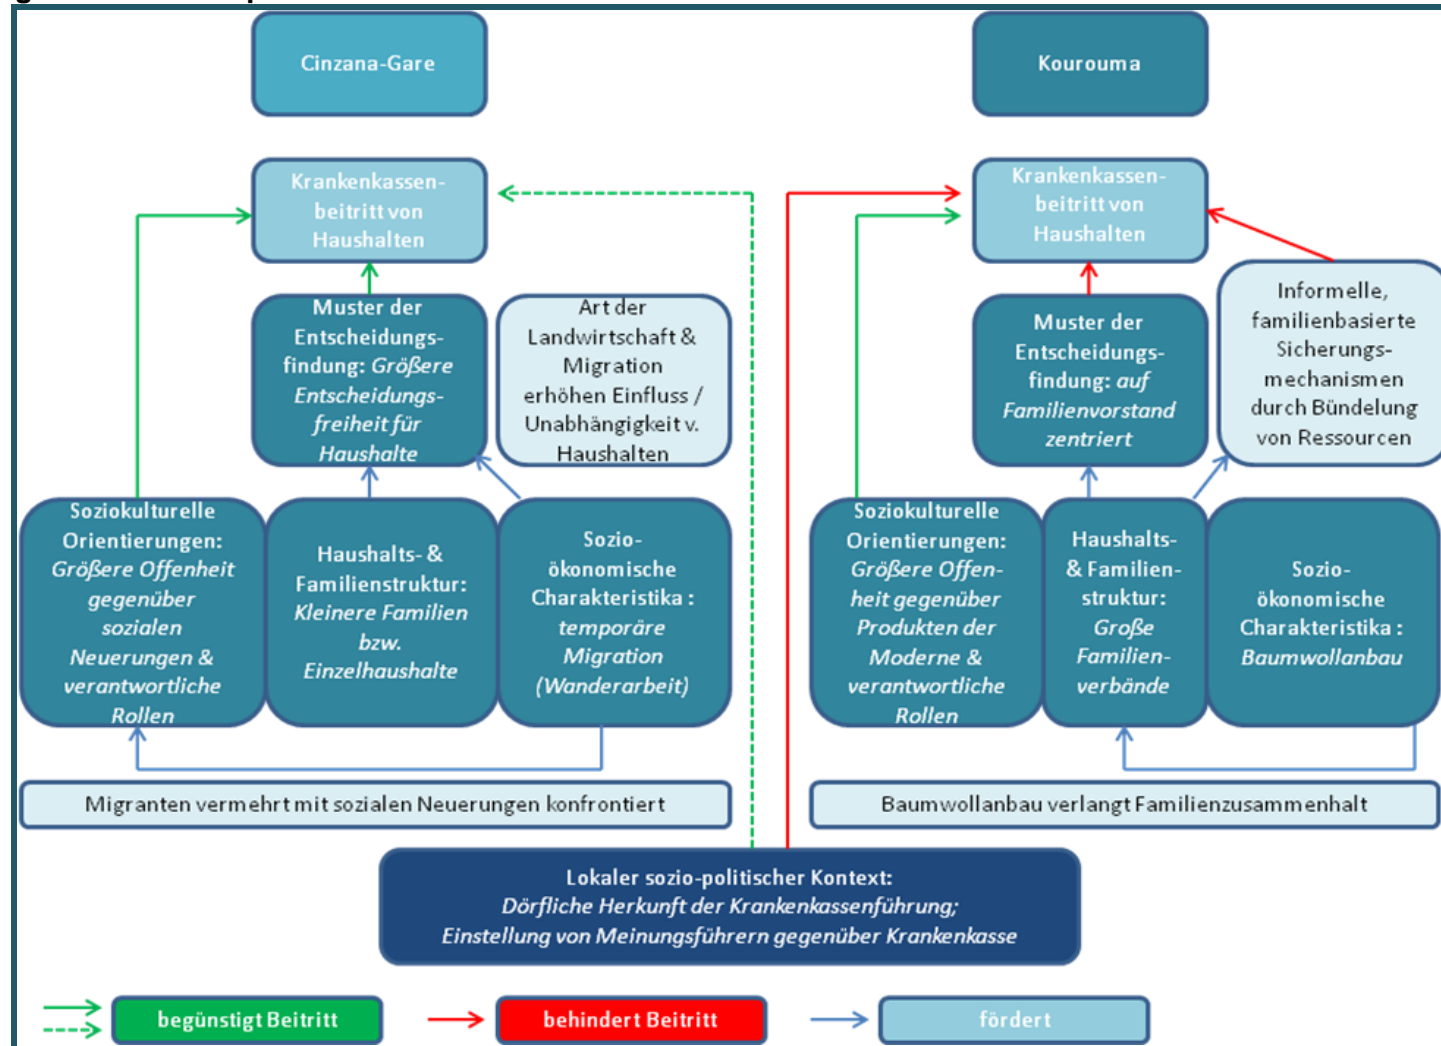 Cinzana-Gare
Krankenkassen-
beitritt von
Haushalten
Muster der
Entscheidungs-
findung: Größere
Entscheidungs-
freiheit für
Haushalte
Art der
Landwirtschaft &
Migration
erhöhen Einfluss /
Unabhängigkeit v.
Haushalten
Soziokulturelle
Orientierungen:
Größere Offenheit
gegenüber
sozialen
Neuerungen &
verantwortliche
Rollen
Haushalts- &
Familienstruktur:
Kleinere Familien
bzw.
Einzelhaushalte
Sozio-
ökonomische
Charakteristika :
temporäre
Migration
(Wanderarbeit)
Migranten vermehrt mit sozialen Neuerungen konfrontiert
Kourouma
Krankenkassen-
beitritt von
Haushalten
Muster der
Entscheidungs-
findung: auf
Familienvorstand
zentriert
Informelle,
familienbasierte
Sicherungs-
mechanismen
durch Bündelung
von Ressourcen
Soziokulturelle
Orientierungen:
Größere Offen-
heit gegenüber
Produkten der
Moderne &
verantwortliche
Rollen
Haushalts-
& Familien-
struktur:
Große
Familien-
verbände
Sozio-
ökonomische
Charakteristika :
Baumwollanbau
Baumwollanbau verlangt Familienzusammenhalt
Lokaler sozio-politischer Kontext:
Dörfliche Herkunft der Krankenkassenführung;
Einstellung von Meinungsführern gegenüber Krankenkasse
begünstigt Beitritt
behindert Beitritt
fördert